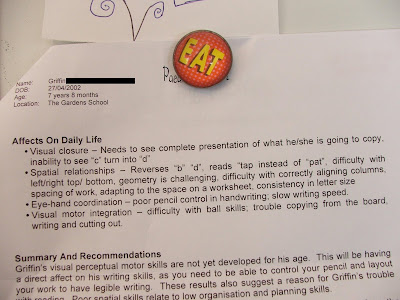 EAT
Name: Griffin
DOB: 27/04/2002
Age: 7 years 8 months
Location: The Gardens School
Affects On Daily Life
• Visual closure – Needs to see complete presentation of what he/she is going to copy,
inability to see "c" turn into "d"
• Spatial relationships – Reverses "b" "d", reads "tap instead of "pat", difficulty with
left/right top/ bottom, geometry is challenging, difficulty with correctly aligning columns,
spacing of work, adapting to the space on a worksheet, consistency in letter size
• Eye-hand coordination – poor pencil control in handwriting; slow writing speed.
• Visual motor integration – difficulty with ball skills; trouble copying from the board,
writing and cutting out.
Summary And Recommendations
Griffin's visual perceptual motor skills are not yet developed for his age. This will be having
a direct affect on his writing skills, as you need to be able to control your pencil and layout
your work to have legible writing. These results also suggest a reason for Griffin's trouble
with reading. Poor spatial skills relate to low organisation and planning skills.